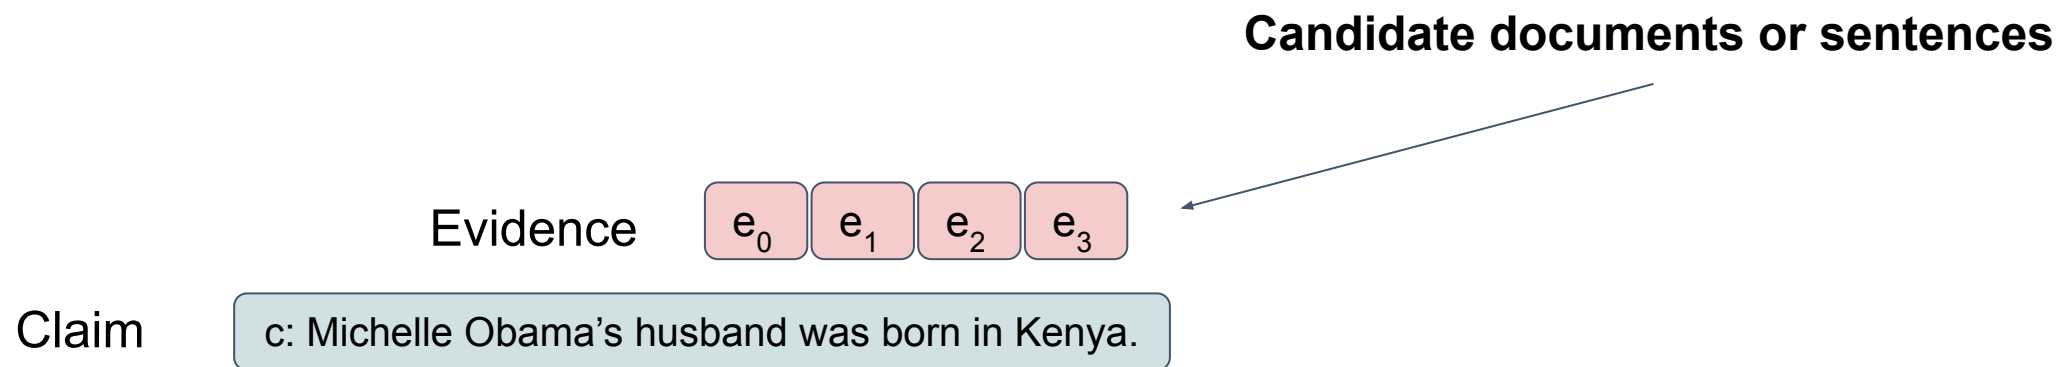 Candidate documents or sentences
Evidence e₀ e₁ e₂ e₃
Claim c: Michelle Obama’s husband was born in Kenya.